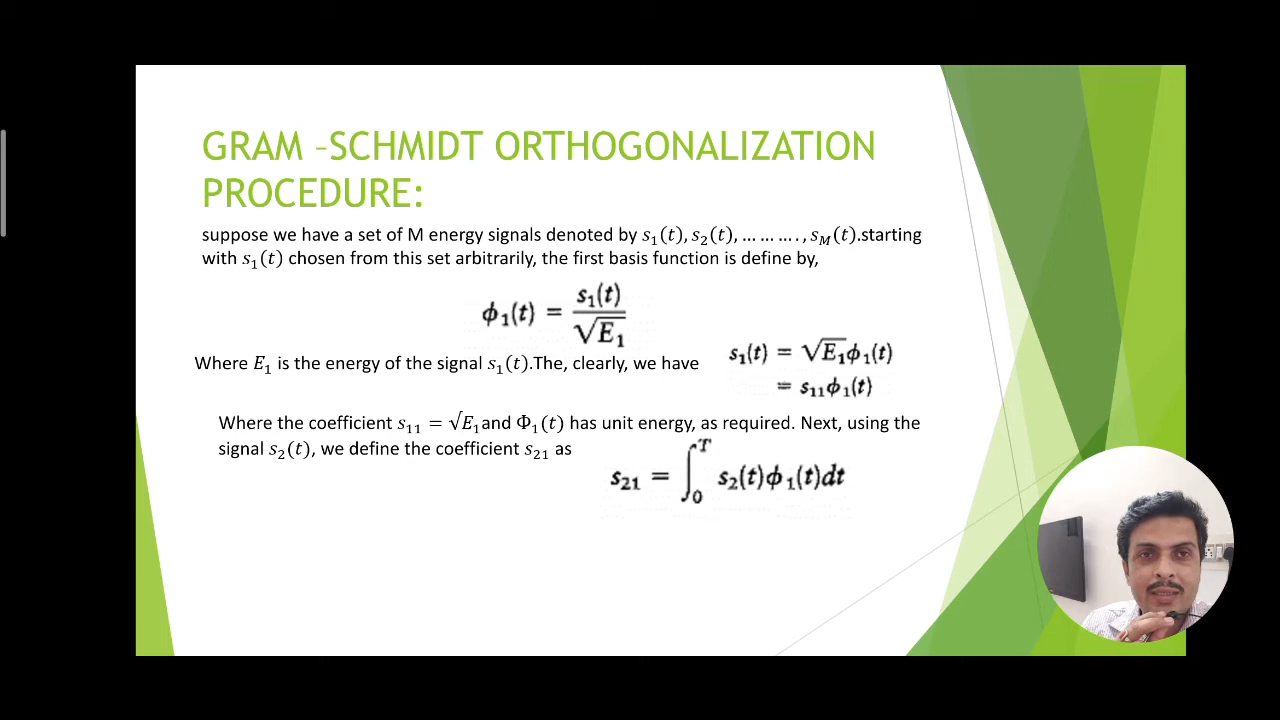 GRAM –SCHMIDT ORTHOGONALIZATION
PROCEDURE:
suppose we have a set of M energy signals denoted by s₁(t), s₂(t), … … … . , s_M(t).starting
with s₁(t) chosen from this set arbitrarily, the first basis function is define by,
ϕ₁(t) = s₁(t) / √E₁
Where E₁ is the energy of the signal s₁(t).The, clearly, we have
s₁(t) = √E₁ϕ₁(t)
= s₁₁ϕ₁(t)
Where the coefficient s₁₁ = √E₁and Φ₁(t) has unit energy, as required. Next, using the
signal s₂(t), we define the coefficient s₂₁ as
s₂₁ = ∫₀ᵀ s₂(t)ϕ₁(t)dt